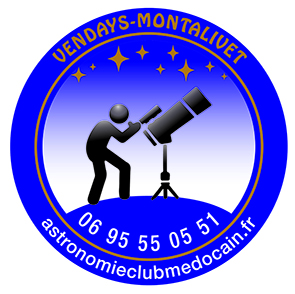 VENDAYS-MONTALIVET
06 95 55 05 51
astronomieclubmedocain.fr